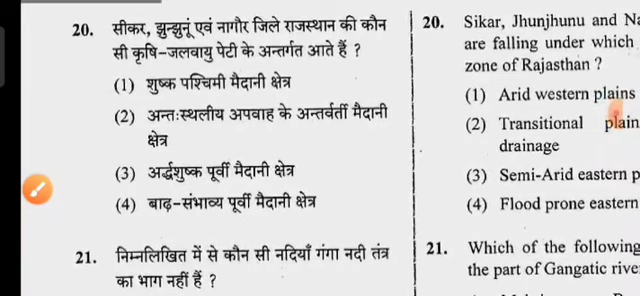 20. सीकर, झुन्झुनूं एवं नागौर जिले राजस्थान की कौन
सी कृषि-जलवायु पेटी के अन्तर्गत आते हैं ?
(1) शुष्क पश्चिमी मैदानी क्षेत्र
(2) अन्तःस्थलीय अपवाह के अन्तर्वर्ती मैदानी
क्षेत्र
(3) अर्द्धशुष्क पूर्वी मैदानी क्षेत्र
(4) बाढ़-संभाव्य पूर्वी मैदानी क्षेत्र
21. निम्नलिखित में से कौन सी नदियाँ गंगा नदी तंत्र
का भाग नहीं हैं ?
20. Sikar, Jhunjhunu and Na
are falling under which
zone of Rajasthan ?
(1) Arid western plains
(2) Transitional plain
drainage
(3) Semi-Arid eastern p
(4) Flood prone eastern
21. Which of the following
the part of Gangatic rive